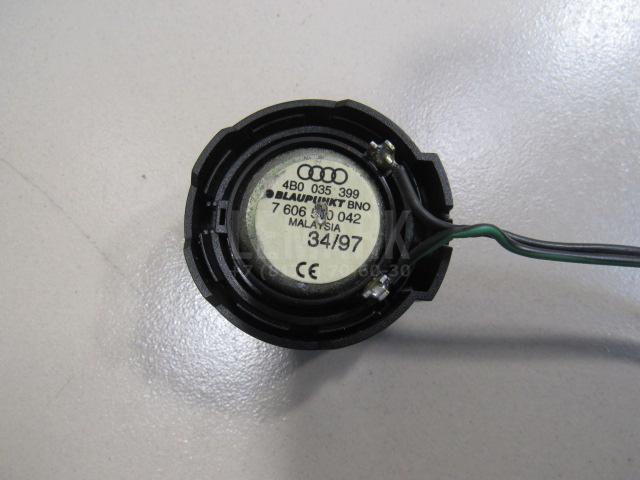 4B0 035 399
BLAUPUNKT BNO
7 606 042
MALAYSIA
34/97
CE